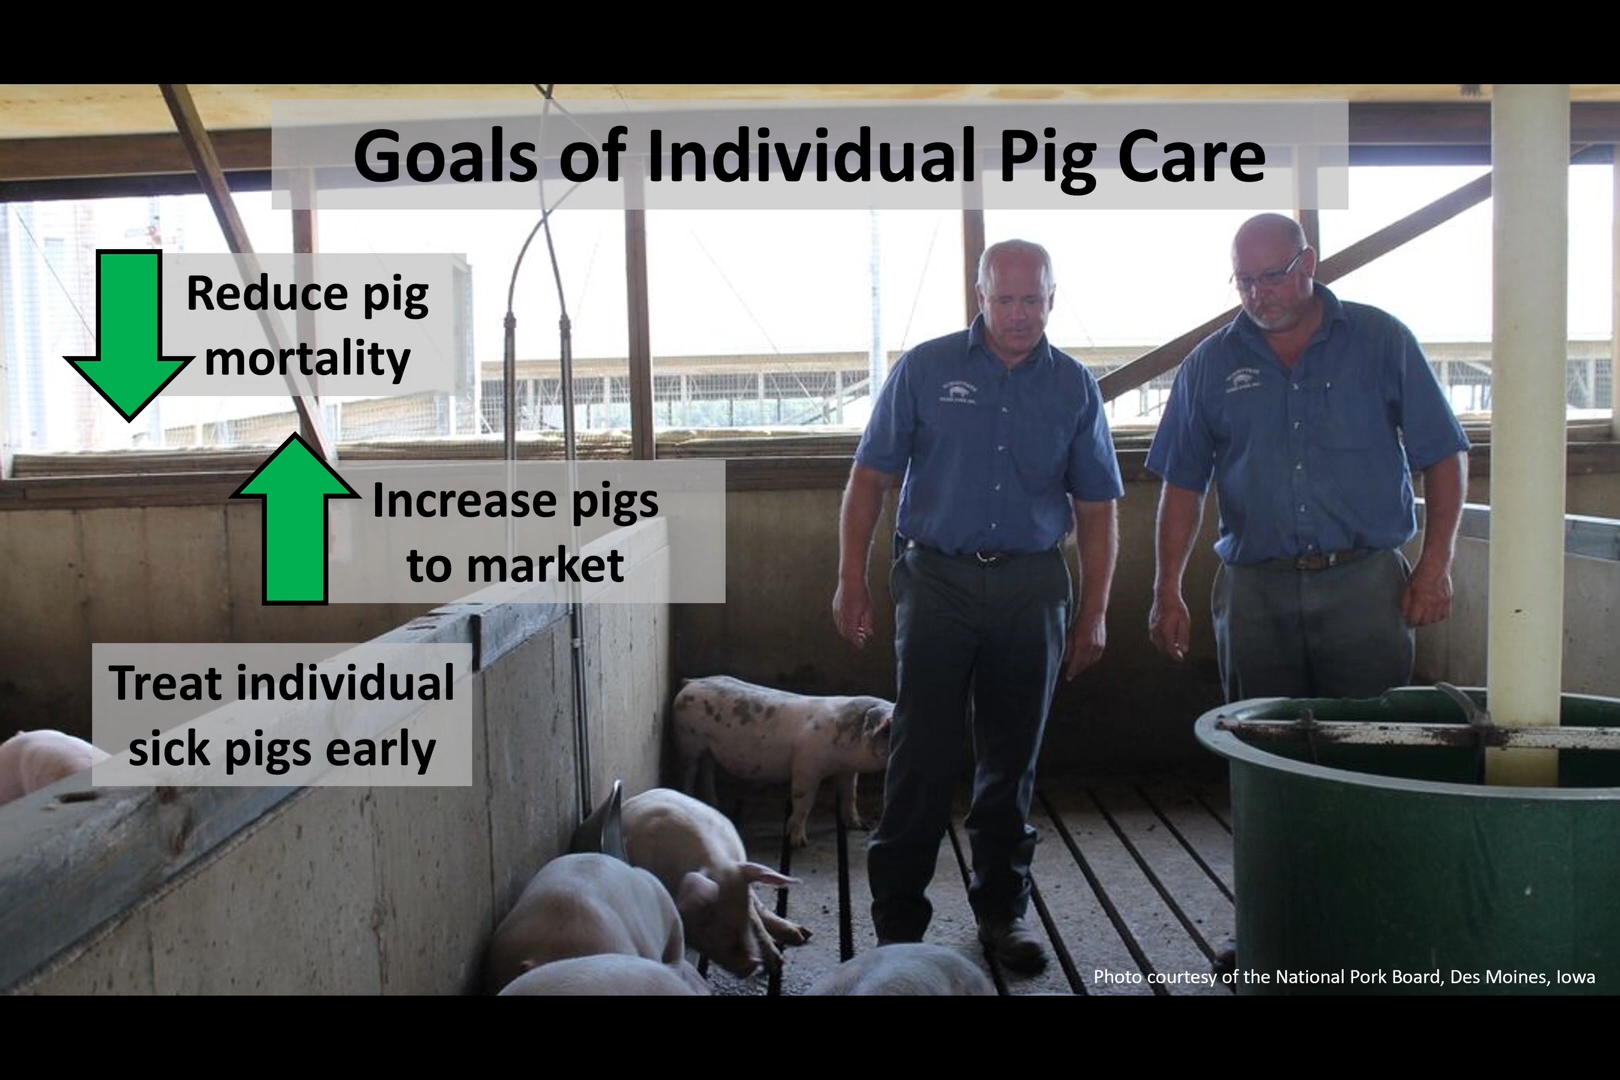 Goals of Individual Pig Care
Reduce pig
mortality
Increase pigs
to market
Treat individual
sick pigs early
Photo courtesy of the National Pork Board, Des Moines, Iowa